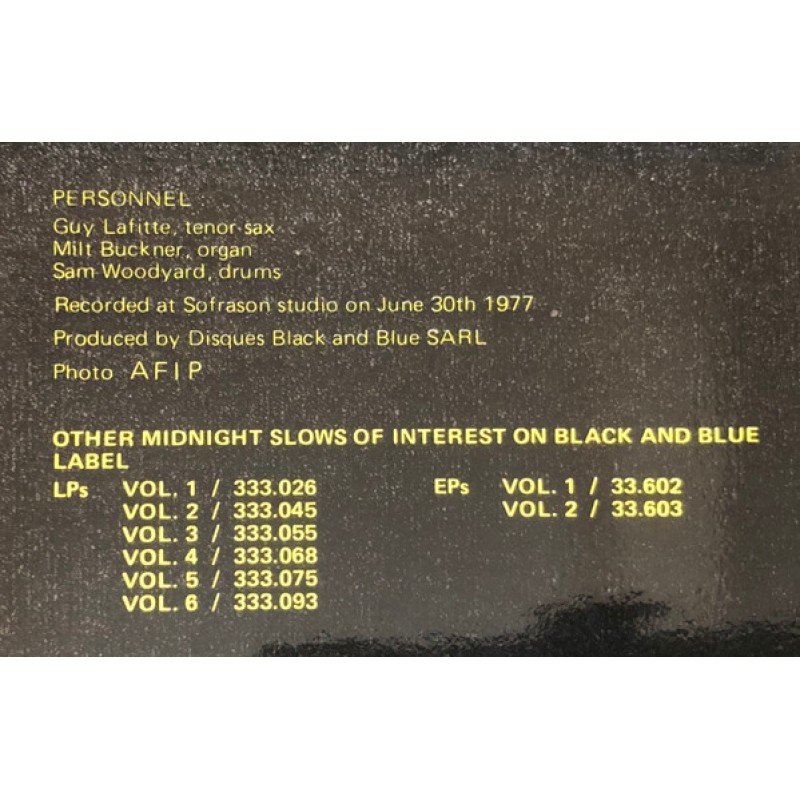 PERSONNEL :
Guy Lafitte, tenor sax
Milt Buckner, organ
Sam Woodyard, drums
Recorded at Sofrason studio on June 30th 1977
Produced by Disques Black and Blue SARL
Photo AFIP
OTHER MIDNIGHT SLOWS OF INTEREST ON BLACK AND BLUE
LABEL
LPs VOL. 1 / 333.026 EPs VOL. 1 / 33.602
VOL. 2 / 333.045 VOL. 2 / 33.603
VOL. 3 / 333.055
VOL. 4 / 333.068
VOL. 5 / 333.075
VOL. 6 / 333.093